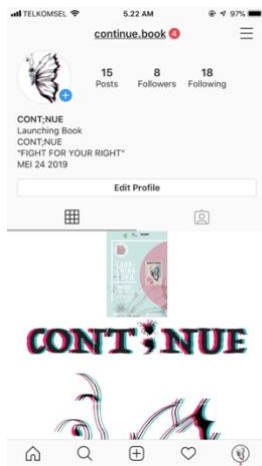 TELKOMSEL 5.22 AM 97%
continue.book 4
15 8 18
Posts Followers Following
CONT;NUE
Launching Book
CONT;NUE
"FIGHT FOR YOUR RIGHT"
MEI 24 2019
Edit Profile
CONT;NUE